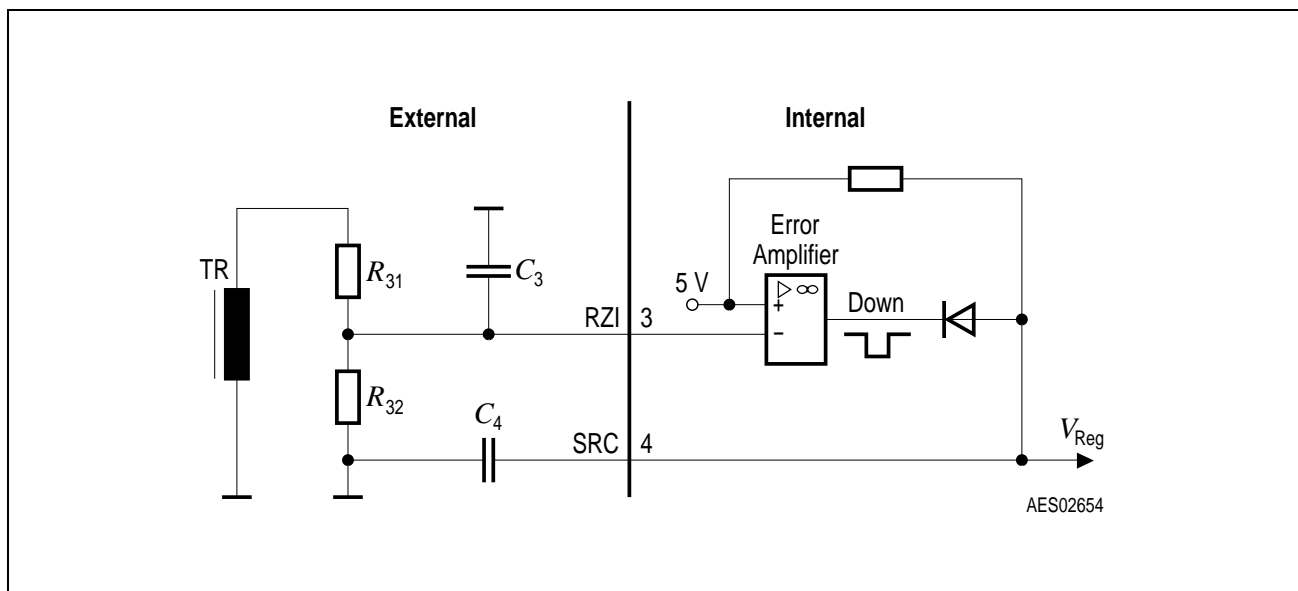 External
Internal
Error
Amplifier
TR
R31
C3
5 V
▷ ∞
+
−
Down
RZI
3
R32
C4
SRC
4
VReg
AES02654